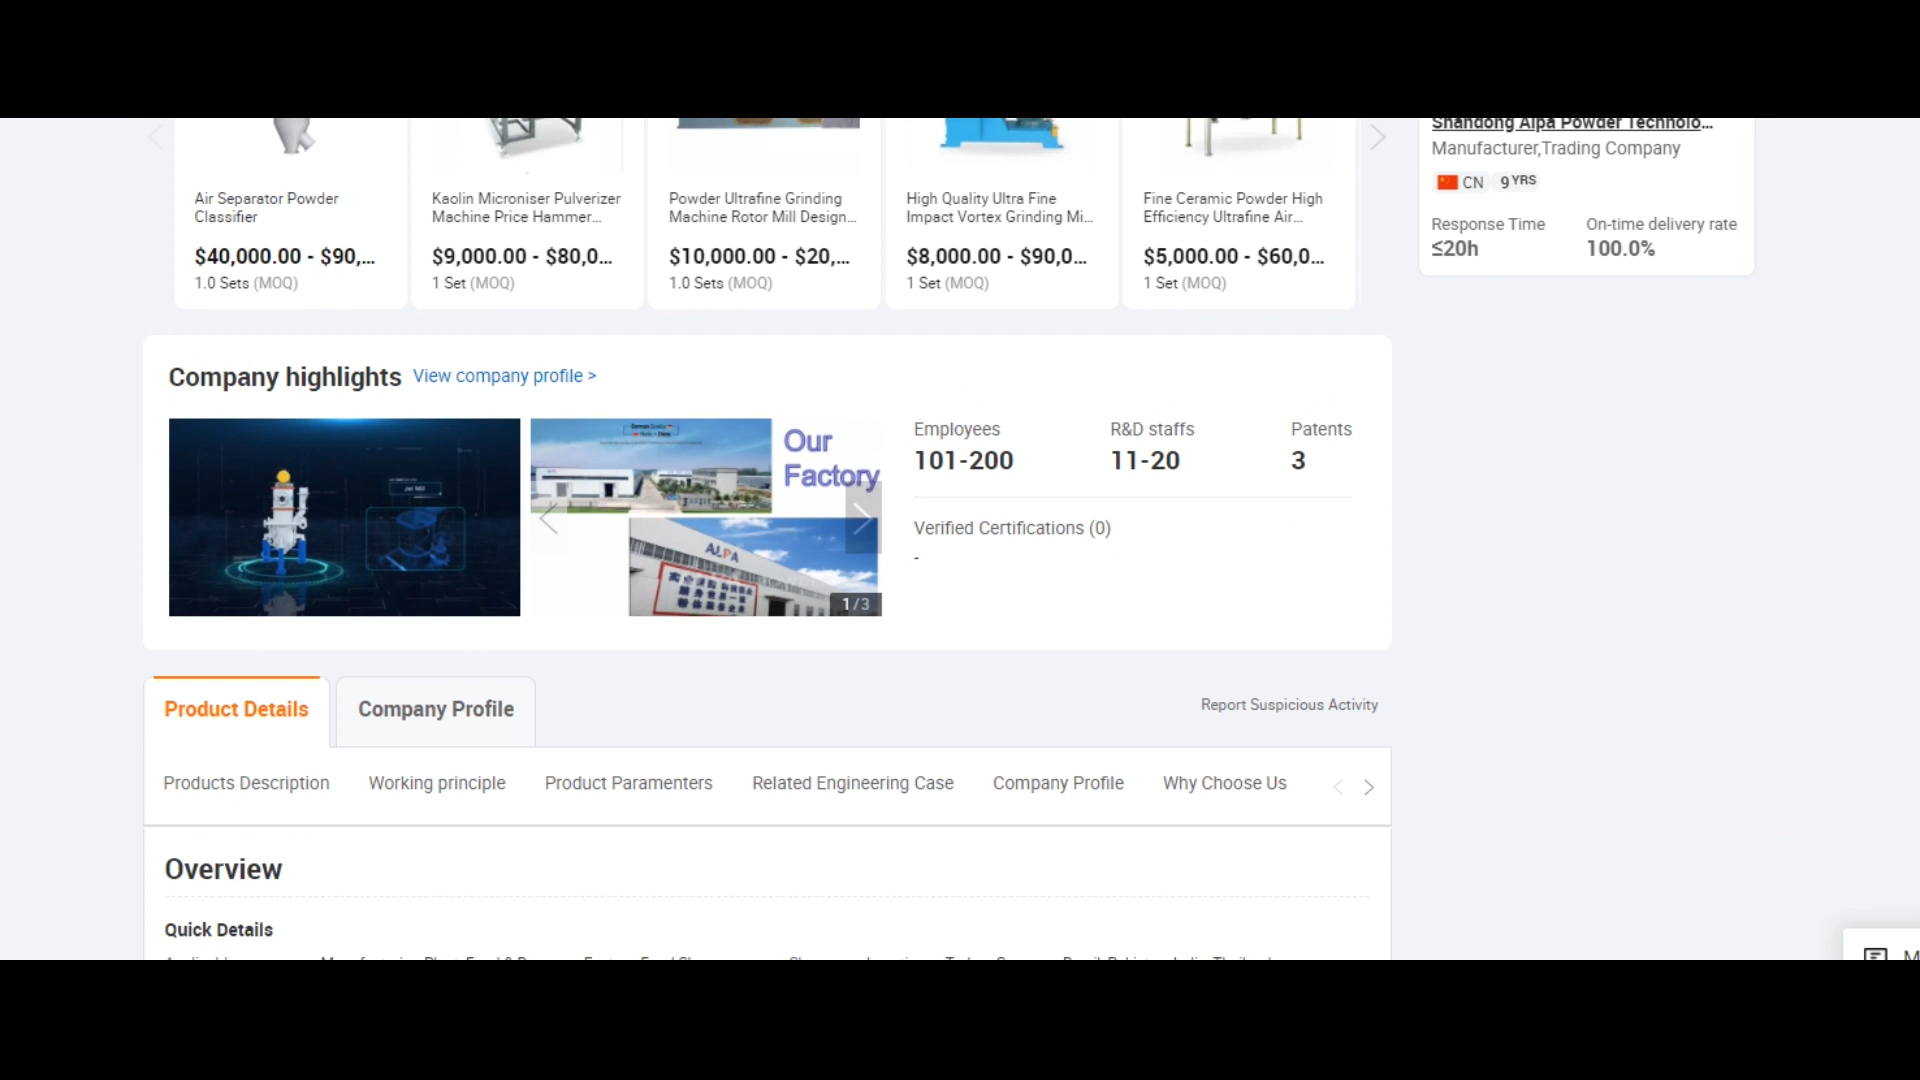 Shandong Alpa Powder Technolo...
Manufacturer,Trading Company
CN 9 YRS
Response Time On-time delivery rate
≤20h 100.0%
Air Separator Powder
Classifier
$40,000.00 - $90,...
1.0 Sets (MOQ)
Kaolin Microniser Pulverizer
Machine Price Hammer...
$9,000.00 - $80,0...
1 Set (MOQ)
Powder Ultrafine Grinding
Machine Rotor Mill Design...
$10,000.00 - $20,...
1.0 Sets (MOQ)
High Quality Ultra Fine
Impact Vortex Grinding Mi...
$8,000.00 - $90,0...
1 Set (MOQ)
Fine Ceramic Powder High
Efficiency Ultrafine Air...
$5,000.00 - $60,0...
1 Set (MOQ)
Company highlights View company profile >
Jet Mill
German Quality
Made in China
Our
Factory
ALPA
1/3
Employees R&D staffs Patents
101-200 11-20 3
Verified Certifications (0)
-
Product Details Company Profile Report Suspicious Activity
Products Description Working principle Product Paramenters Related Engineering Case Company Profile Why Choose Us
Overview
Quick Details